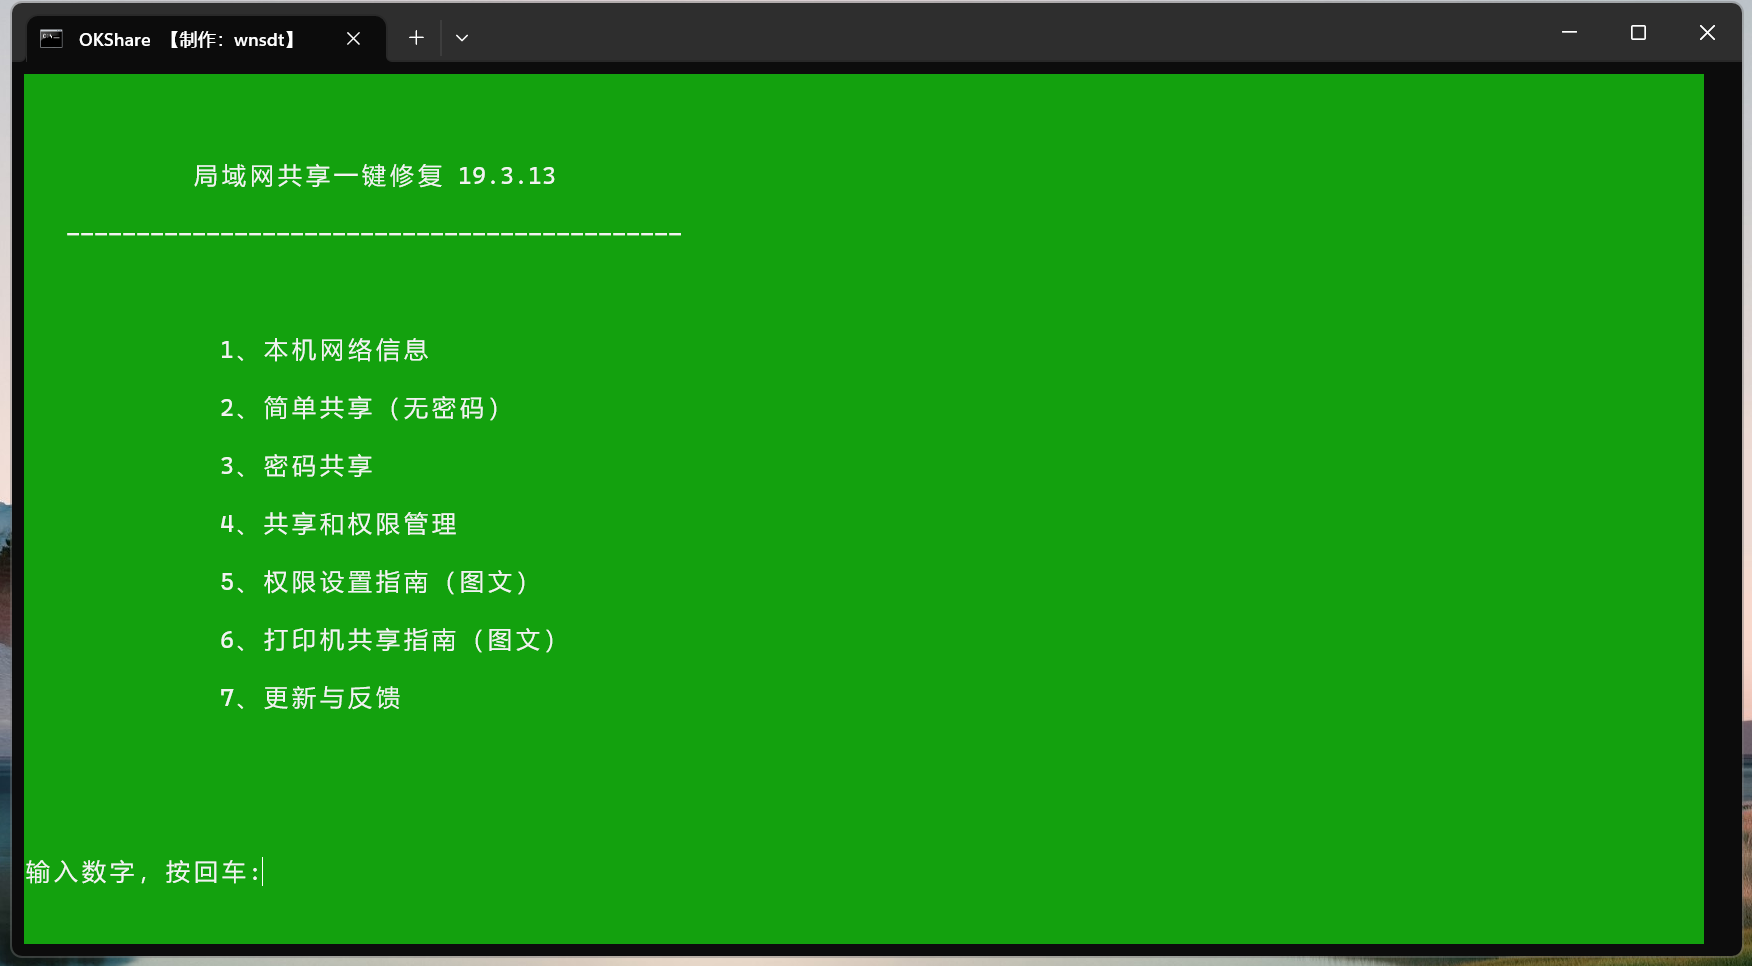 OKShare 【制作：wnsdt】
局域网共享一键修复 19.3.13
--------------------------------------------
1、本机网络信息
2、简单共享（无密码）
3、密码共享
4、共享和权限管理
5、权限设置指南（图文）
6、打印机共享指南（图文）
7、更新与反馈
输入数字，按回车: